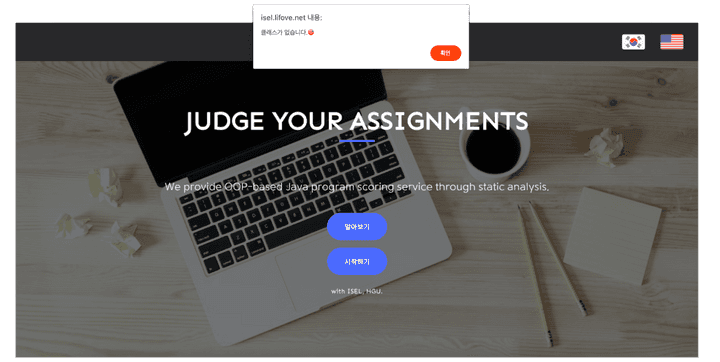 isel.lifove.net 내용:
클래스가 없습니다.😡
확인
JUDGE YOUR ASSIGNMENTS
We provide OOP-based Java program scoring service through static analysis.
알아보기
시작하기
with ISEL, HGU.